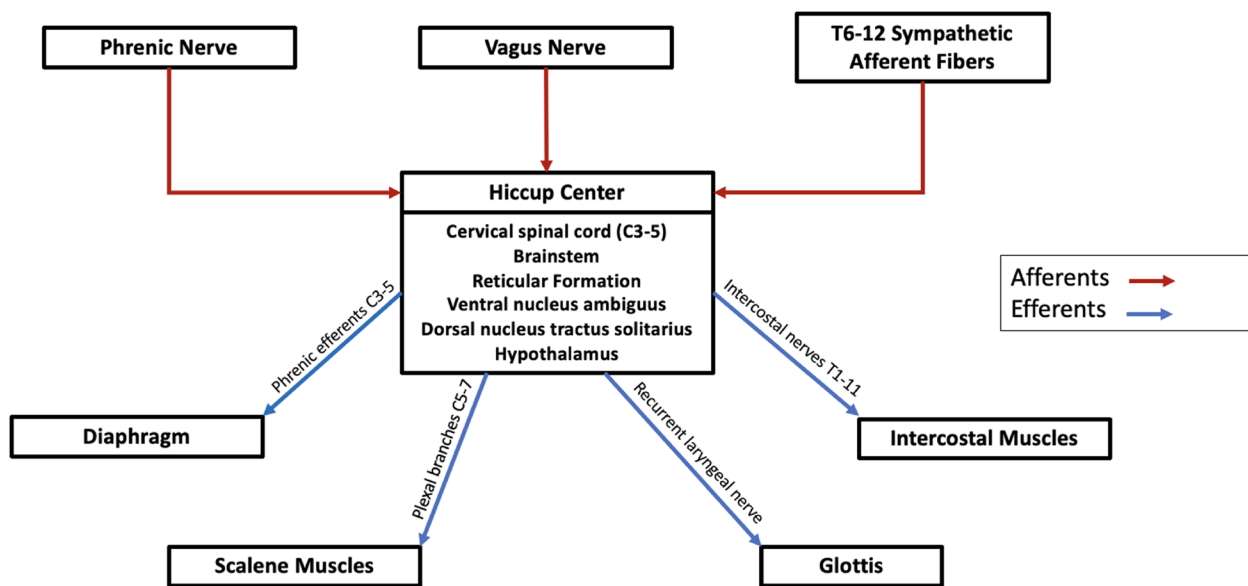 Phrenic Nerve
Vagus Nerve
T6-12 Sympathetic
Afferent Fibers
Hiccup Center
Cervical spinal cord (C3-5)
Brainstem
Reticular Formation
Ventral nucleus ambiguus
Dorsal nucleus tractus solitarius
Hypothalamus
Afferents
Efferents
Phrenic efferents C3-5
Plexal branches C5-7
Recurrent laryngeal nerve
Intercostal nerves T1-11
Diaphragm
Intercostal Muscles
Scalene Muscles
Glottis